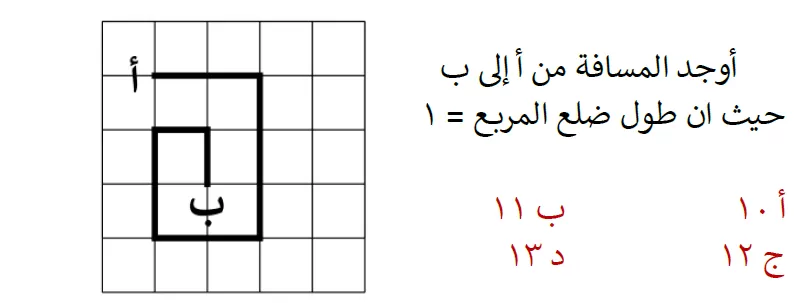 أوجد المسافة من أ إلى ب
حيث ان طول ضلع المربع = ١
أ ١٠ ب ١١
ج ١٢ د ١٣
أ
ب